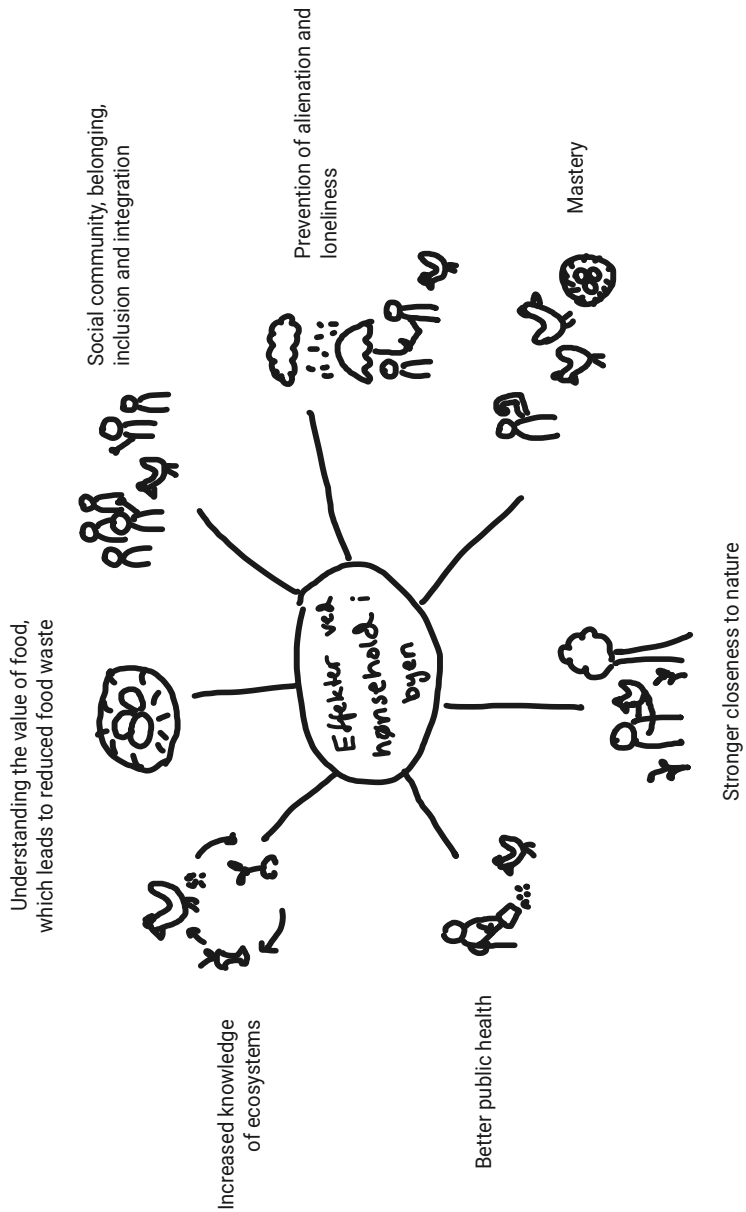 Understanding the value of food,
which leads to reduced food waste
Social community, belonging,
inclusion and integration
Prevention of alienation and
loneliness
Mastery
Stronger closeness to nature
Better public health
Increased knowledge
of ecosystems
Effekter ved
hønsehold i
byen